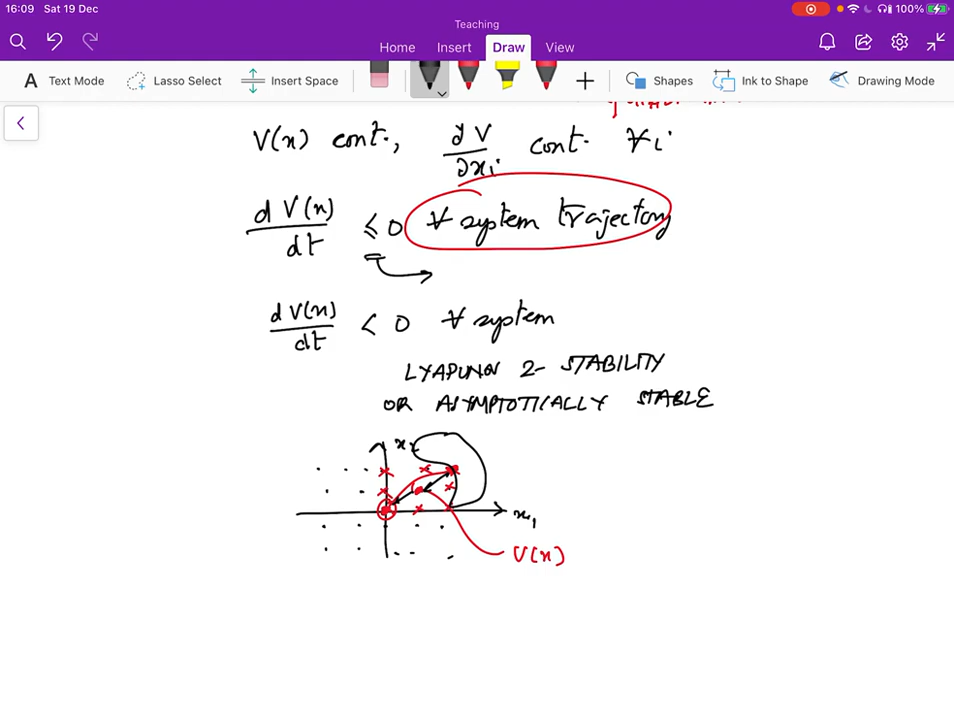 16:09 Sat 19 Dec
100%
Teaching
Home Insert Draw View
A Text Mode Lasso Select Insert Space Shapes Ink to Shape Drawing Mode
V(x) cont., ∂V/∂xi cont. ∀i
dV(x)/dt ≤ 0 ∀ system trajectory
dV(x)/dt < 0 ∀ system
LYAPUNOV 2- STABILITY
OR ASYMPTOTICALLY STABLE
x2
x1
V(x)